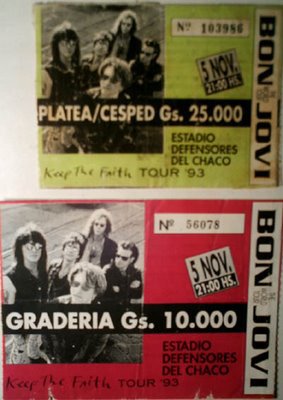 Nº 103986
5 NOV.
21:00 HS.
PLATEA/CESPED Gs. 25.000
ESTADIO
DEFENSORES
DEL CHACO
Keep The Faith TOUR '93
BON JOVI
Nº 56078
5 NOV.
21:00 HS.
GRADERIA Gs. 10.000
ESTADIO
DEFENSORES
DEL CHACO
Keep The Faith TOUR '93
BON JOVI